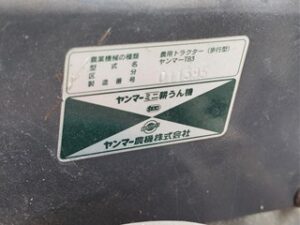 農業機械の種類 農用トラクター(歩行型)
型式 ヤンマーTB3
区分
製造番号
ヤンマーミニ耕うん機
ヤンマー農機株式会社